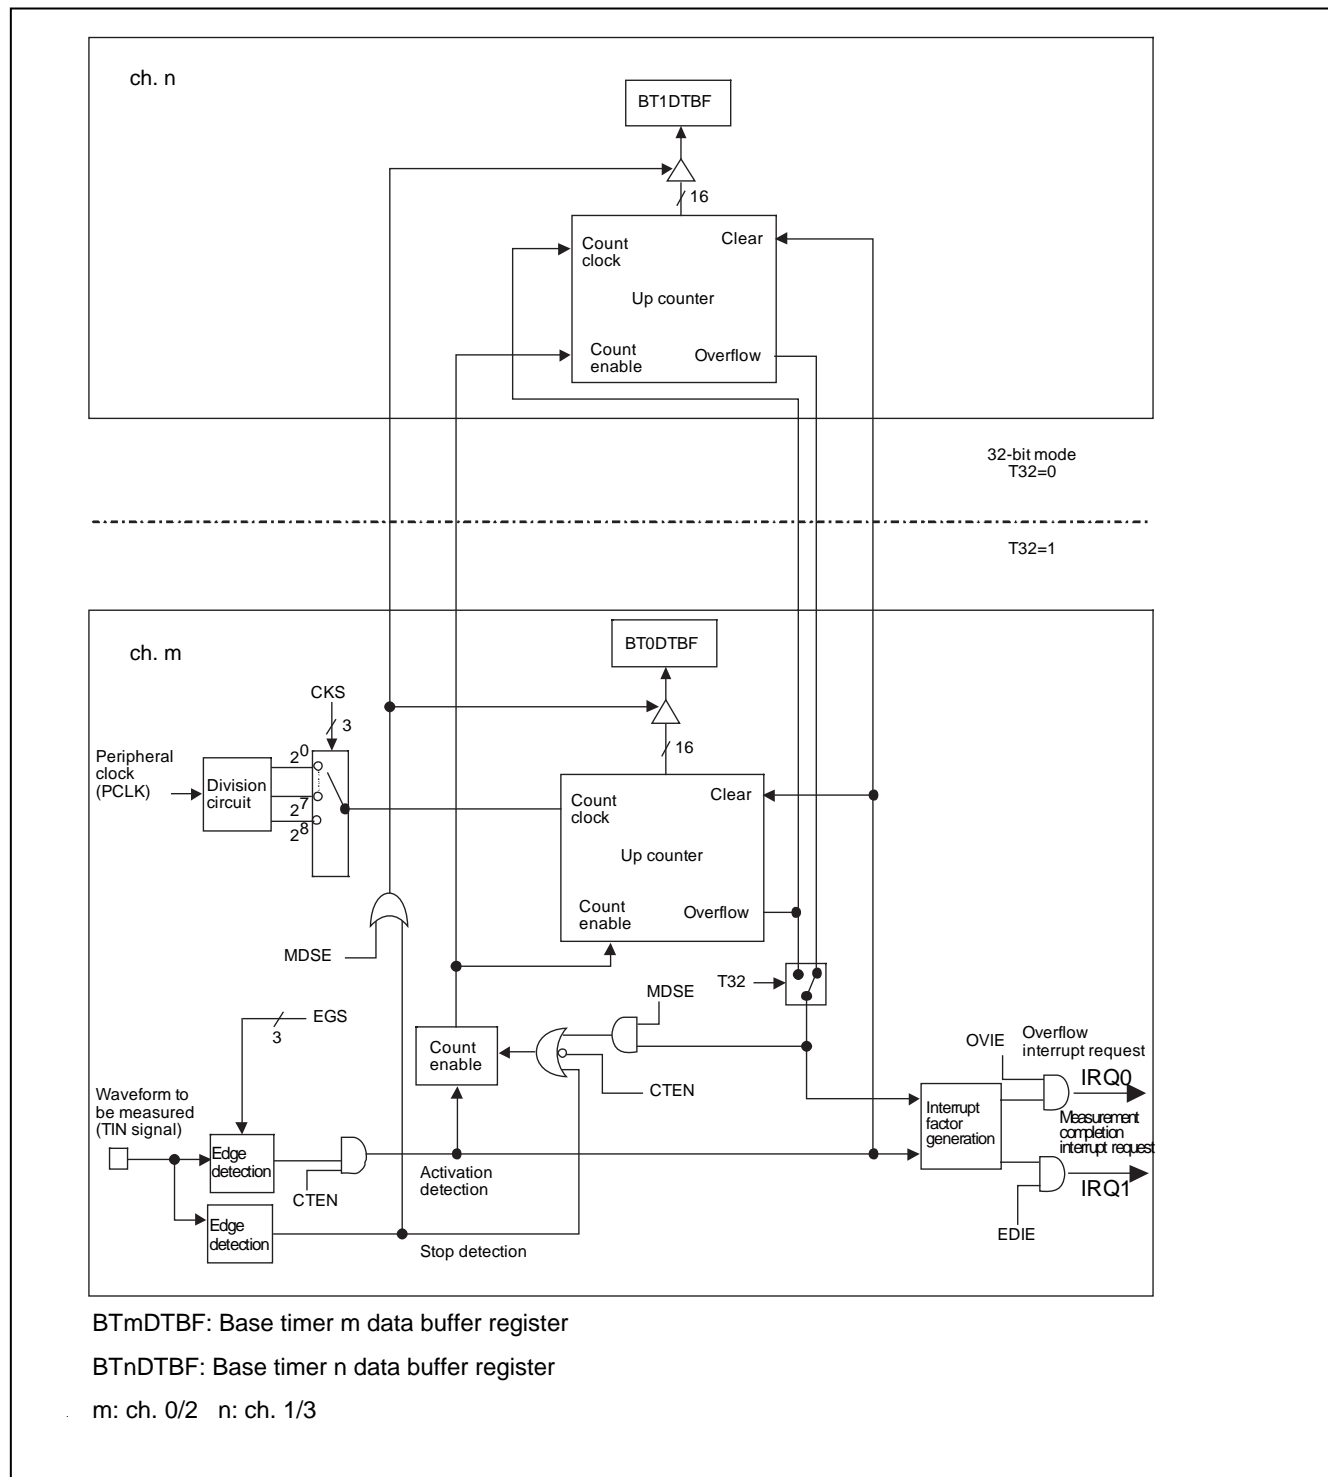 ch. n
BT1DTBF
16
Count
clock
Clear
Up counter
Count
enable
Overflow
32-bit mode
T32=0
T32=1
ch. m
BT0DTBF
CKS
3
16
Peripheral
clock
(PCLK)
Division
circuit
2 0
2 7
2 8
Count
clock
Clear
Up counter
Count
enable
Overflow
MDSE
T32
MDSE
EGS
3
Count
enable
CTEN
OVIE
Overflow
interrupt request
IRQ0
Waveform to
be measured
(TIN signal)
Edge
detection
CTEN
Activation
detection
Interrupt
factor
generation
Measurement
completion
interrupt request
IRQ1
Edge
detection
Stop detection
EDIE
BTmDTBF: Base timer m data buffer register
BTnDTBF: Base timer n data buffer register
m: ch. 0/2 n: ch. 1/3